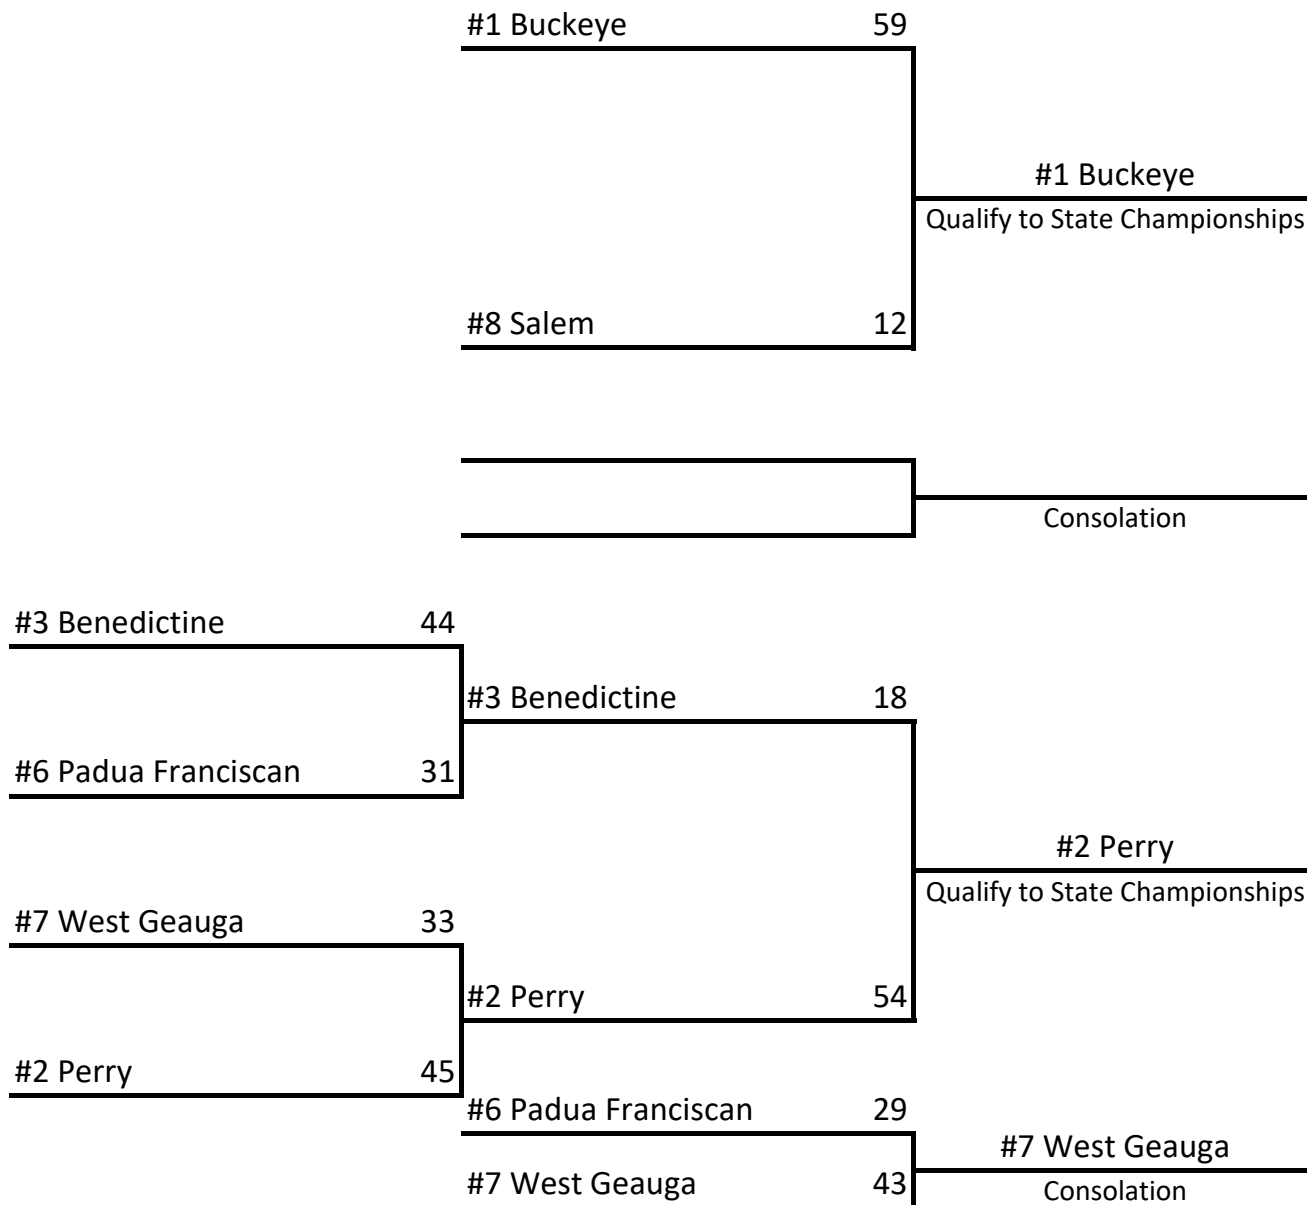 #1 Buckeye 59
#1 Buckeye
Qualify to State Championships
#8 Salem 12
Consolation
#3 Benedictine 44
#3 Benedictine 18
#6 Padua Franciscan 31
#2 Perry
Qualify to State Championships
#7 West Geauga 33
#2 Perry 54
#2 Perry 45
#6 Padua Franciscan 29
#7 West Geauga
#7 West Geauga 43
Consolation